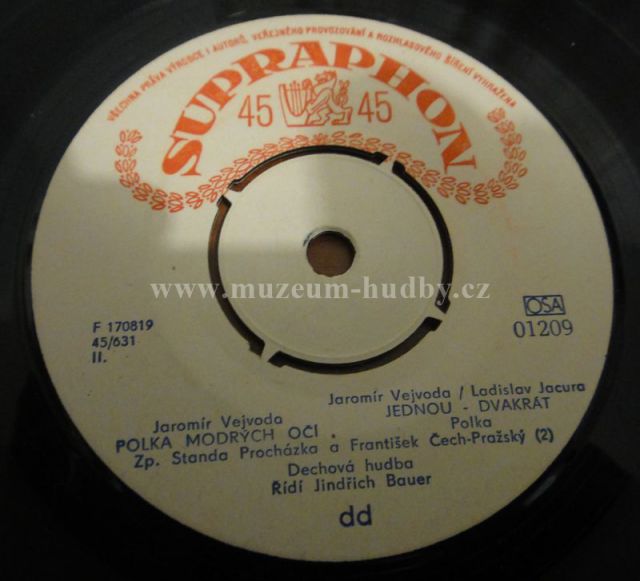 VŠECHNA PRÁVA VÝROBCE I AUTORŮ, VEŘEJNÉHO PROVOZOVÁNÍ A ROZHLASOVÉHO ŠÍŘENÍ VYHRAŽENA
SUPRAPHON
45 45
www.muzeum-hudby.cz
F 170819
45/631
II.
OSA
01209
Jaromír Vejvoda / Ladislav Jacura
JEDNOU - DVAKRÁT
Polka
Jaromír Vejvoda
POLKA MODRÝCH OČÍ
Zp. Standa Procházka a František Čech-Pražský (2)
Dechová hudba
Řídí Jindřich Bauer
dd